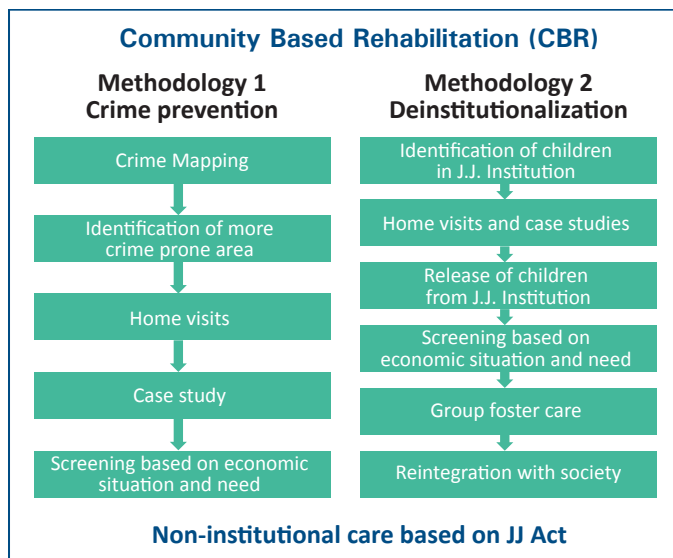 Community Based Rehabilitation (CBR)
Methodology 1
Crime prevention
Crime Mapping
Identification of more
crime prone area
Home visits
Case study
Screening based on economic
situation and need
Methodology 2
Deinstitutionalization
Identification of children
in J.J. Institution
Home visits and case studies
Release of children
from J.J. Institution
Screening based on
economic situation and need
Group foster care
Reintegration with society
Non-institutional care based on JJ Act